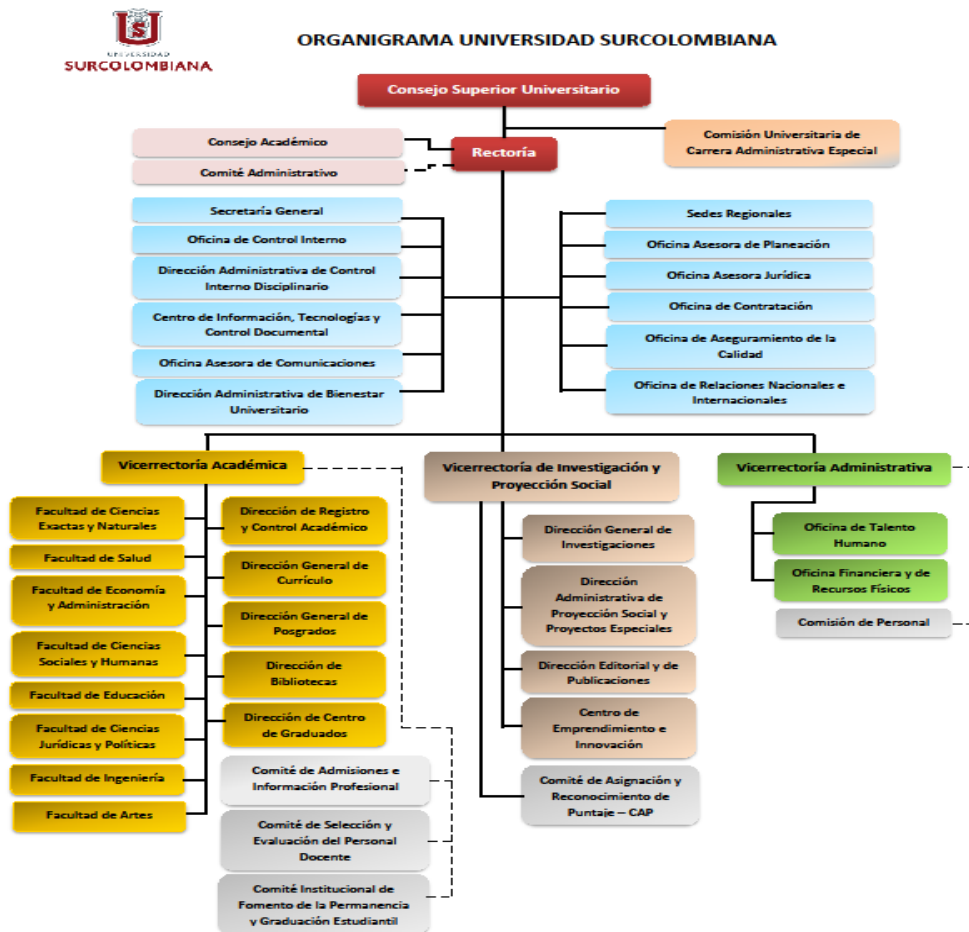 UNIVERSIDAD
SURCOLOMBIANA
ORGANIGRAMA UNIVERSIDAD SURCOLOMBIANA
Consejo Superior Universitario
Consejo Académico
Comité Administrativo
Rectoría
Comisión Universitaria de
Carrera Administrativa Especial
Secretaría General
Oficina de Control Interno
Dirección Administrativa de Control
Interno Disciplinario
Centro de Información, Tecnologías y
Control Documental
Oficina Asesora de Comunicaciones
Dirección Administrativa de Bienestar
Universitario
Sedes Regionales
Oficina Asesora de Planeación
Oficina Asesora Jurídica
Oficina de Contratación
Oficina de Aseguramiento de la
Calidad
Oficina de Relaciones Nacionales e
Internacionales
Vicerrectoría Académica
Facultad de Ciencias
Exactas y Naturales
Facultad de Salud
Facultad de Economía
y Administración
Facultad de Ciencias
Sociales y Humanas
Facultad de Educación
Facultad de Ciencias
Jurídicas y Políticas
Facultad de Ingeniería
Facultad de Artes
Dirección de Registro
y Control Académico
Dirección General de
Currículo
Dirección General de
Posgrados
Dirección de
Bibliotecas
Dirección de Centro
de Graduados
Comité de Admisiones e
Información Profesional
Comité de Selección y
Evaluación del Personal
Docente
Comité Institucional de
Fomento de la Permanencia
y Graduación Estudiantil
Vicerrectoría de Investigación y
Proyección Social
Dirección General de
Investigaciones
Dirección
Administrativa de
Proyección Social y
Proyectos Especiales
Dirección Editorial y de
Publicaciones
Centro de
Emprendimiento e
Innovación
Comité de Asignación y
Reconocimiento de
Puntaje – CAP
Vicerrectoría Administrativa
Oficina de Talento
Humano
Oficina Financiera y de
Recursos Físicos
Comisión de Personal